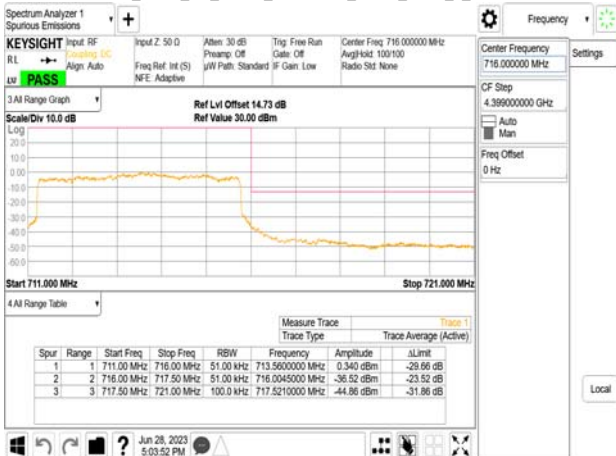 Spectrum Analyzer 1
Spurious Emissions
Frequency
KEYSIGHT Input: RF
RL
Coupling: DC
Align: Auto
LV PASS
Input Z: 50 Ω
Freq Ref: Int (S)
NFE: Adaptive
Atten: 30 dB
Preamp: Off
µW Path: Standard
Trig: Free Run
Gate: Off
IF Gain: Low
Center Freq: 716.000000 MHz
Avg|Hold: 100/100
Radio Std: None
Center Frequency
716.000000 MHz
Settings
CF Step
4.399000000 GHz
Auto
Man
Freq Offset
0 Hz
Local
3 All Range Graph
Scale/Div 10.0 dB
Ref Lvl Offset 14.73 dB
Ref Value 30.00 dBm
Log
20.0
10.0
0.00
-10.0
-20.0
-30.0
-40.0
-50.0
-60.0
Start 711.000 MHz
Stop 721.000 MHz
4 All Range Table
Measure Trace Trace 1
Trace Type Trace Average (Active)
Spur Range Start Freq Stop Freq RBW Frequency Amplitude ΔLimit
1 1 711.00 MHz 716.00 MHz 51.00 kHz 713.5600000 MHz 0.340 dBm -29.66 dB
2 2 716.00 MHz 717.50 MHz 51.00 kHz 716.0045000 MHz -36.52 dBm -23.52 dB
3 3 717.50 MHz 721.00 MHz 100.0 kHz 717.5210000 MHz -44.86 dBm -31.86 dB
Jun 28, 2023
5:03:52 PM